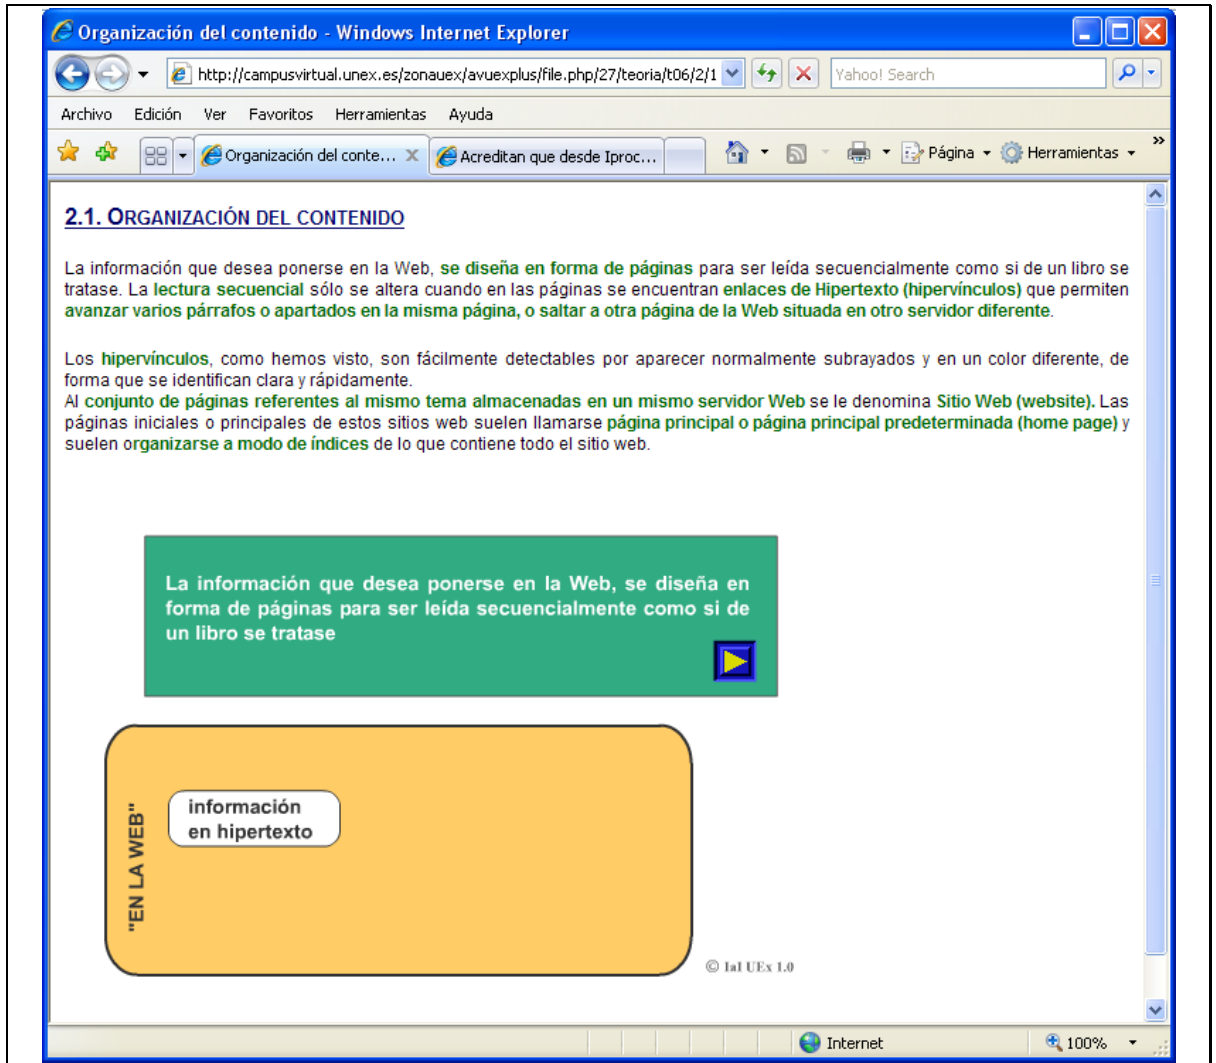 Organización del contenido - Windows Internet Explorer
http://campusvirtual.unex.es/zonauex/avuexplus/file.php/27/teoria/t06/2/1
Yahoo! Search
Archivo Edición Ver Favoritos Herramientas Ayuda
Organización del conte... Acreditan que desde Iproc... Página Herramientas
2.1. ORGANIZACIÓN DEL CONTENIDO
La información que desea ponerse en la Web, se diseña en forma de páginas para ser leída secuencialmente como si de un libro se
tratase. La lectura secuencial sólo se altera cuando en las páginas se encuentran enlaces de Hipertexto (hipervínculos) que permiten
avanzar varios párrafos o apartados en la misma página, o saltar a otra página de la Web situada en otro servidor diferente.
Los hipervínculos, como hemos visto, son fácilmente detectables por aparecer normalmente subrayados y en un color diferente, de
forma que se identifican clara y rápidamente.
Al conjunto de páginas referentes al mismo tema almacenadas en un mismo servidor Web se le denomina Sitio Web (website). Las
páginas iniciales o principales de estos sitios web suelen llamarse página principal o página principal predeterminada (home page) y
suelen organizarse a modo de índices de lo que contiene todo el sitio web.
La información que desea ponerse en la Web, se diseña en
forma de páginas para ser leída secuencialmente como si de
un libro se tratase
"EN LA WEB"
información
en hipertexto
© IaI UEx 1.0
Internet 100%